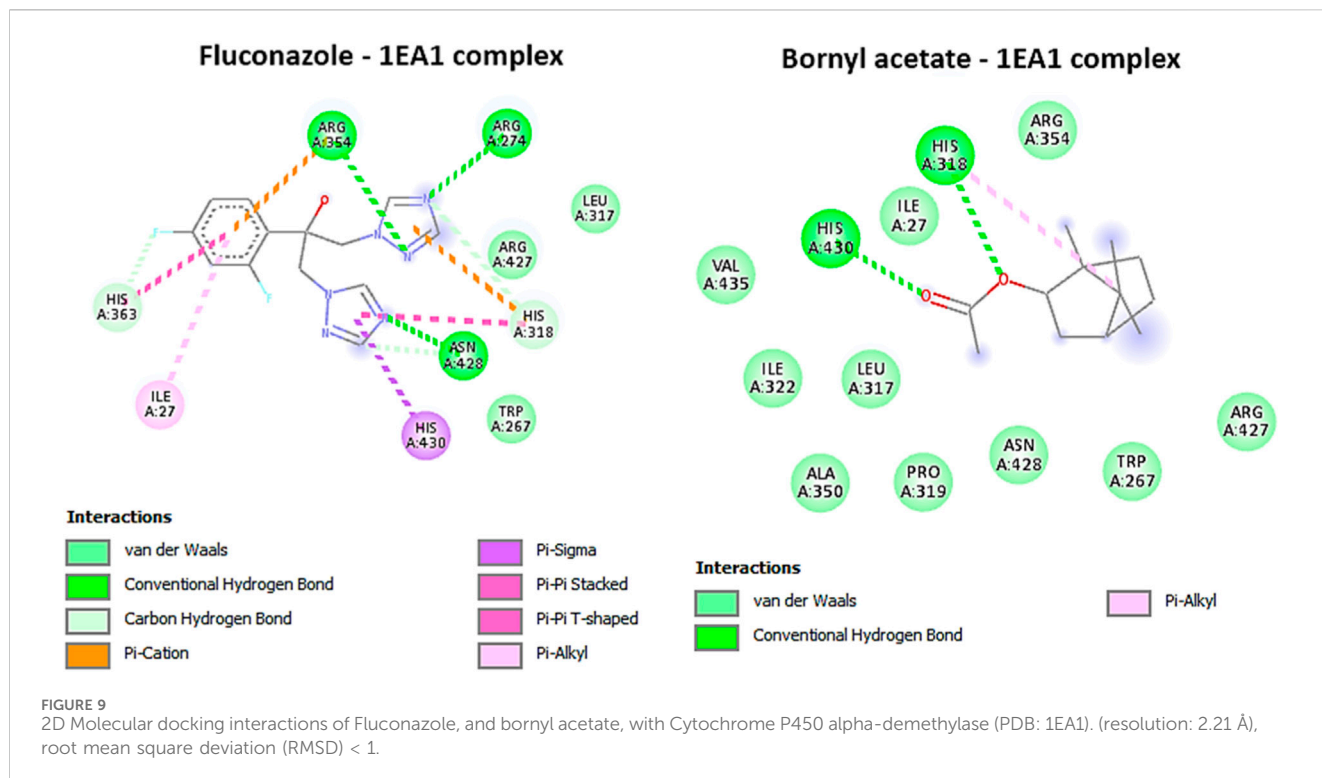 Fluconazole - 1EA1 complex
ARG
A:354
ARG
A:274
LEU
A:317
ARG
A:427
HIS
A:363
HIS
A:318
ASN
A:428
ILE
A:27
HIS
A:430
TRP
A:267
F
F
O
N
N
N
N
N
N
Interactions
van der Waals
Conventional Hydrogen Bond
Carbon Hydrogen Bond
Pi-Cation
Pi-Sigma
Pi-Pi Stacked
Pi-Pi T-shaped
Pi-Alkyl
Bornyl acetate - 1EA1 complex
ARG
A:354
HIS
A:318
ILE
A:27
HIS
A:430
VAL
A:435
O
O
ILE
A:322
LEU
A:317
ARG
A:427
ASN
A:428
TRP
A:267
ALA
A:350
PRO
A:319
Interactions
van der Waals
Conventional Hydrogen Bond
Pi-Alkyl
FIGURE 9
2D Molecular docking interactions of Fluconazole, and bornyl acetate, with Cytochrome P450 alpha-demethylase (PDB: 1EA1). (resolution: 2.21 Å),
root mean square deviation (RMSD) < 1.